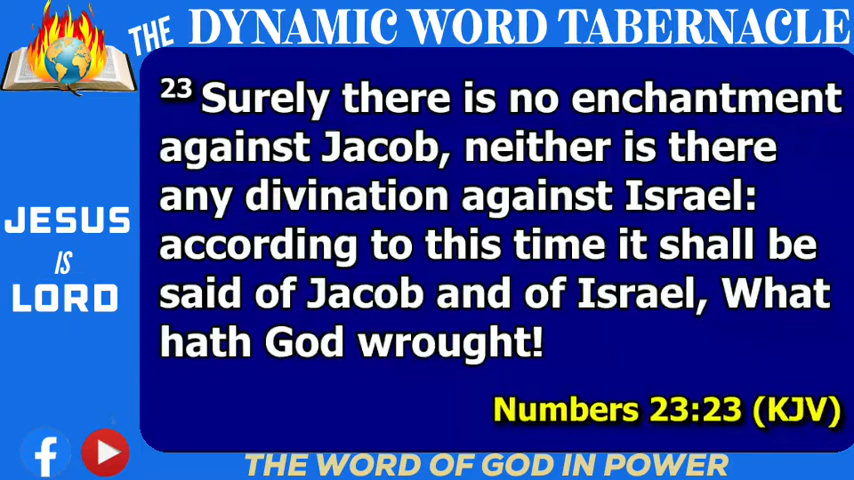 THE DYNAMIC WORD TABERNACLE
23 Surely there is no enchantment
against Jacob, neither is there
any divination against Israel:
according to this time it shall be
said of Jacob and of Israel, What
hath God wrought!
Numbers 23:23 (KJV)
JESUS
IS
LORD
THE WORD OF GOD IN POWER